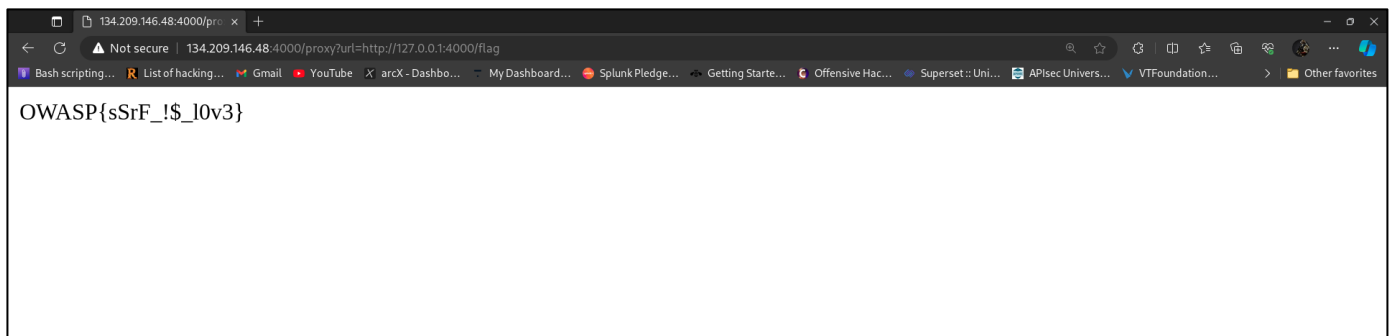 134.209.146.48:4000/pro
Not secure 134.209.146.48:4000/proxy?url=http://127.0.0.1:4000/flag
Bash scripting... List of hacking... Gmail YouTube arcX - Dashbo... My Dashboard... Splunk Pledge... Getting Starte... Offensive Hac... Superset :: Uni... APIsec Univers... VTFoundation... Other favorites
OWASP{sSrF_!$_l0v3}